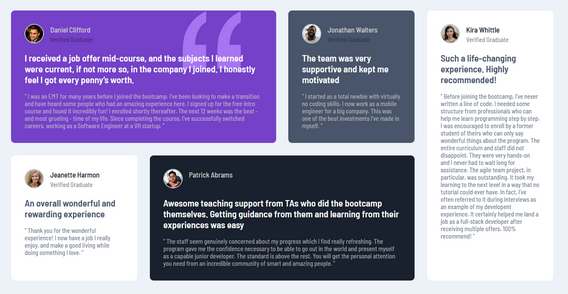 Daniel Clifford
Verified Graduate
I received a job offer mid-course, and the subjects I learned
were current, if not more so, in the company I joined. I honestly
feel I got every penny's worth.
" I was an EMT for many years before I joined the bootcamp. I've been looking to make a transition
and have heard some people who had an amazing experience here. I signed up for the free intro
course and found it incredibly fun! I enrolled shortly thereafter. The next 12 weeks was the best -
and most grueling - time of my life. Since completing the course, I've successfully switched
careers, working as a Software Engineer at a VR startup. "
Jonathan Walters
Verified Graduate
The team was very
supportive and kept me
motivated
" I started as a total newbie with virtually
no coding skills. I now work as a mobile
engineer for a big company. This was
one of the best investments I've made in
myself. "
Kira Whittle
Verified Graduate
Such a life-changing
experience. Highly
recommended!
" Before joining the bootcamp, I've never
written a line of code. I needed some
structure from professionals who can
help me learn programming step by step.
I was encouraged to enroll by a former
student of theirs who can only say
wonderful things about the program. The
entire curriculum and staff did not
disappoint. They were very hands-on
and I never had to wait long for
assistance. The agile team project, in
particular, was outstanding. It took my
learning to the next level in a way that no
tutorial could ever have. In fact, I've
often referred to it during interviews as
an example of my developent
experience. It certainly helped me land a
job as a full-stack developer after
receiving multiple offers. 100%
recommend! "
Jeanette Harmon
Verified Graduate
An overall wonderful and
rewarding experience
" Thank you for the wonderful
experience! I now have a job I really
enjoy, and make a good living while
doing something I love. "
Patrick Abrams
Awesome teaching support from TAs who did the bootcamp
themselves. Getting guidance from them and learning from their
experiences was easy
" The staff seem genuinely concerned about my progress which I find really refreshing. The
program gave me the confidence necessary to be able to go out in the world and present myself
as a capable junior developer. The standard is above the rest. You will get the personal attention
you need from an incredible community of smart and amazing people. "